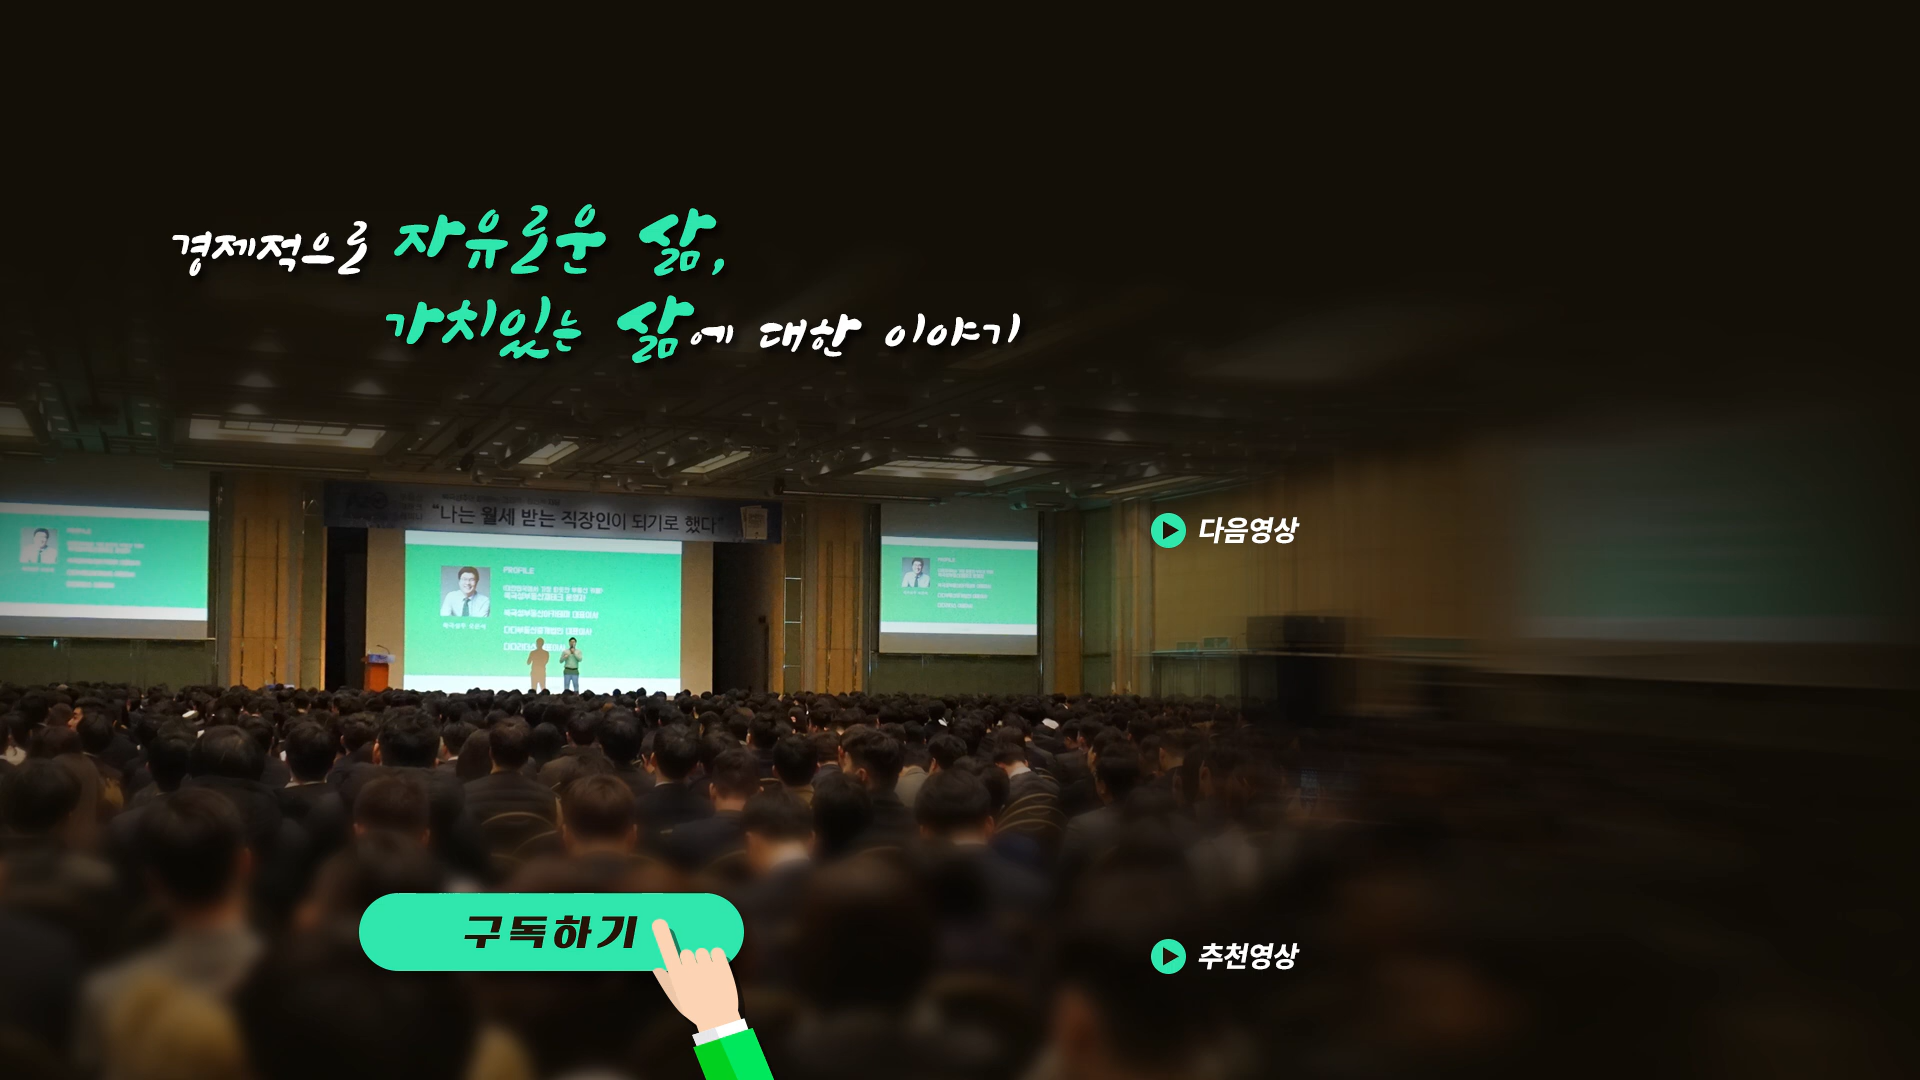 경제적으로 자유로운 삶,
가치있는 삶에 대한 이야기
"나는 월세 받는 직장인이 되기로 했다"
PROFILE
PROFILE
다음영상
구독하기
추천영상